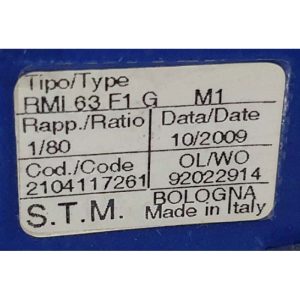 Tipo/Type
RMI 63 F1 G M1
Rapp./Ratio Data/Date
1/80 10/2009
Cod./Code OL/WO
2104117261 92022914
S.T.M. BOLOGNA
Made in Italy